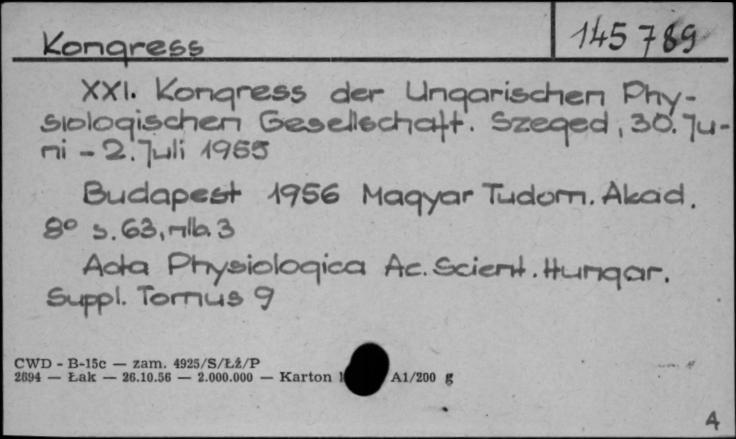 Kongress
145 789
XXI. Kongress der Ungarischen Phy-
siologischen Gesellschaft. Szeged, 30. Ju-
ni - 2. Juli 1955
Budapest 1956 Magyar Tudom. Akad.
8° s. 63, nlb. 3
Acta Physiologica Ac. Scient. Hungar.
Suppl. Tomus 9
CWD - B-15c — zam. 4925/S/Łż/P
2694 — Łak — 26.10.56 — 2.000.000 — Karton A1/200 g
4